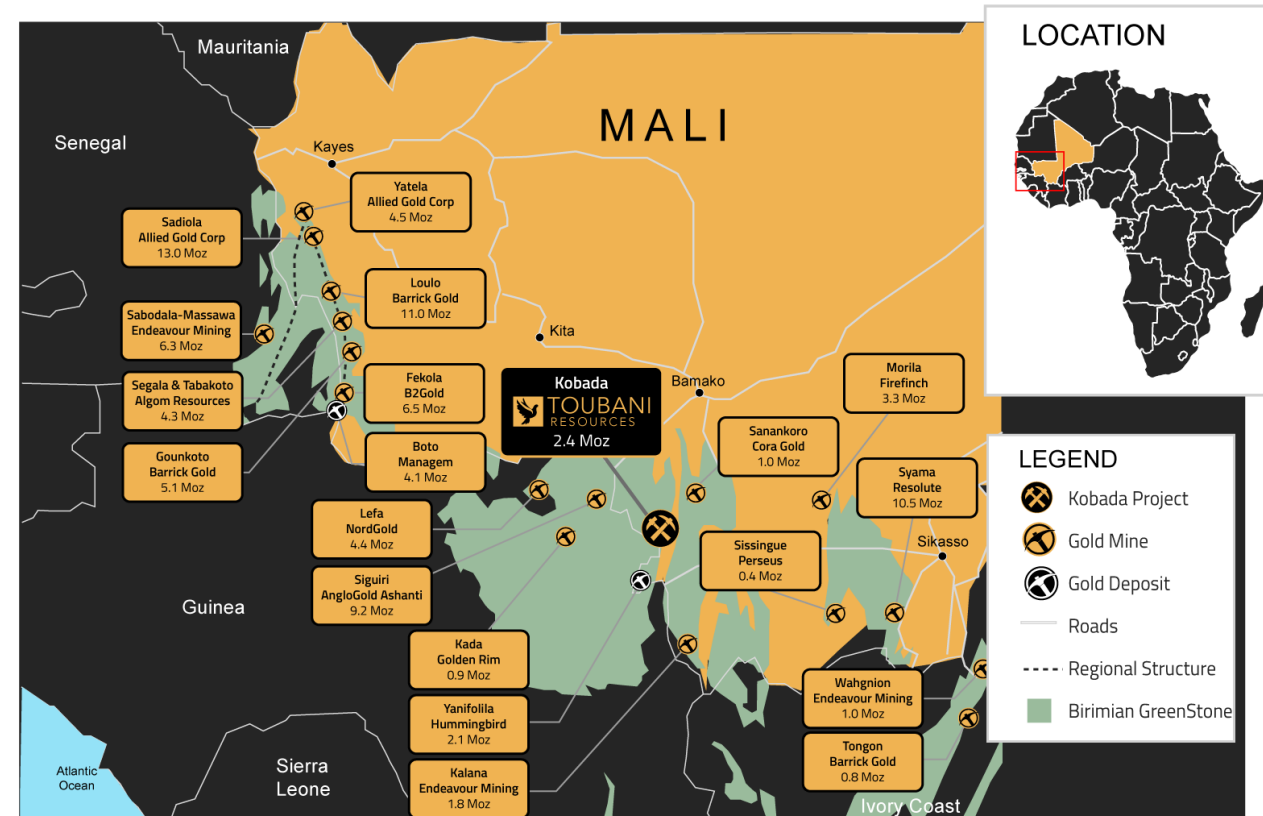 Mauritania
LOCATION
MALI
Senegal
Kayes
Yatela
Allied Gold Corp
4.5 Moz
Sadiola
Allied Gold Corp
13.0 Moz
Loulo
Barrick Gold
11.0 Moz
Sabodala-Massawa
Endeavour Mining
6.3 Moz
Kita
Segala & Tabakoto
Algom Resources
4.3 Moz
Fekola
B2Gold
6.5 Moz
Kobada
TOUBANI
RESOURCES
2.4 Moz
Bamako
Morila
Firefinch
3.3 Moz
Gounkoto
Barrick Gold
5.1 Moz
Boto
Managem
4.1 Moz
Sanankoro
Cora Gold
1.0 Moz
Syama
Resolute
10.5 Moz
LEGEND
Kobada Project
Gold Mine
Gold Deposit
Roads
Regional Structure
Birimian GreenStone
Lefa
NordGold
4.4 Moz
Sissingue
Perseus
0.4 Moz
Sikasso
Siguiri
AngloGold Ashanti
9.2 Moz
Guinea
Kada
Golden Rim
0.9 Moz
Yanifolila
Hummingbird
2.1 Moz
Wahgnion
Endeavour Mining
1.0 Moz
Tongon
Barrick Gold
0.8 Moz
Kalana
Endeavour Mining
1.8 Moz
Atlantic
Ocean
Sierra
Leone
Ivory Coast